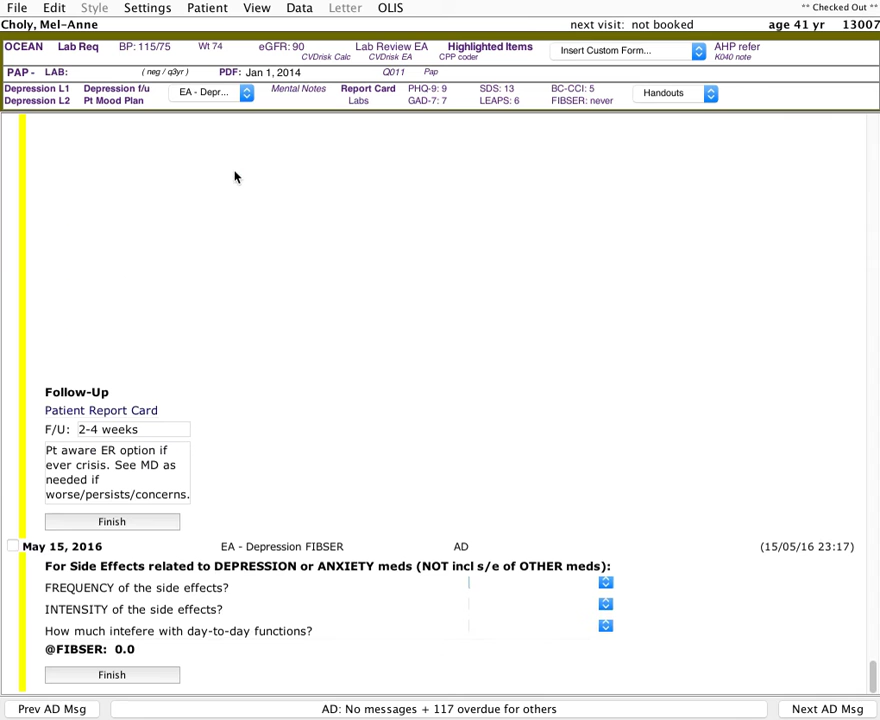 File Edit Style Settings Patient View Data Letter OLIS ** Checked Out **
Choly, Mel-Anne next visit: not booked age 41 yr 13007
OCEAN Lab Req BP: 115/75 Wt 74 eGFR: 90 Lab Review EA Highlighted Items Insert Custom Form... AHP refer
CVDrisk Calc CVDrisk EA CPP coder K040 note
PAP - LAB: ( neg / q3yr ) PDF: Jan 1, 2014 Q011 Pap
Depression L1 Depression f/u EA - Depr... Mental Notes Report Card PHQ-9: 9 SDS: 13 BC-CCI: 5 Handouts
Depression L2 Pt Mood Plan Labs GAD-7: 7 LEAPS: 6 FIBSER: never
Follow-Up
Patient Report Card
F/U: 2-4 weeks
Pt aware ER option if
ever crisis. See MD as
needed if
worse/persists/concerns.
Finish
May 15, 2016 EA - Depression FIBSER AD (15/05/16 23:17)
For Side Effects related to DEPRESSION or ANXIETY meds (NOT incl s/e of OTHER meds):
FREQUENCY of the side effects?
INTENSITY of the side effects?
How much intefere with day-to-day functions?
@FIBSER: 0.0
Finish
Prev AD Msg AD: No messages + 117 overdue for others Next AD Msg